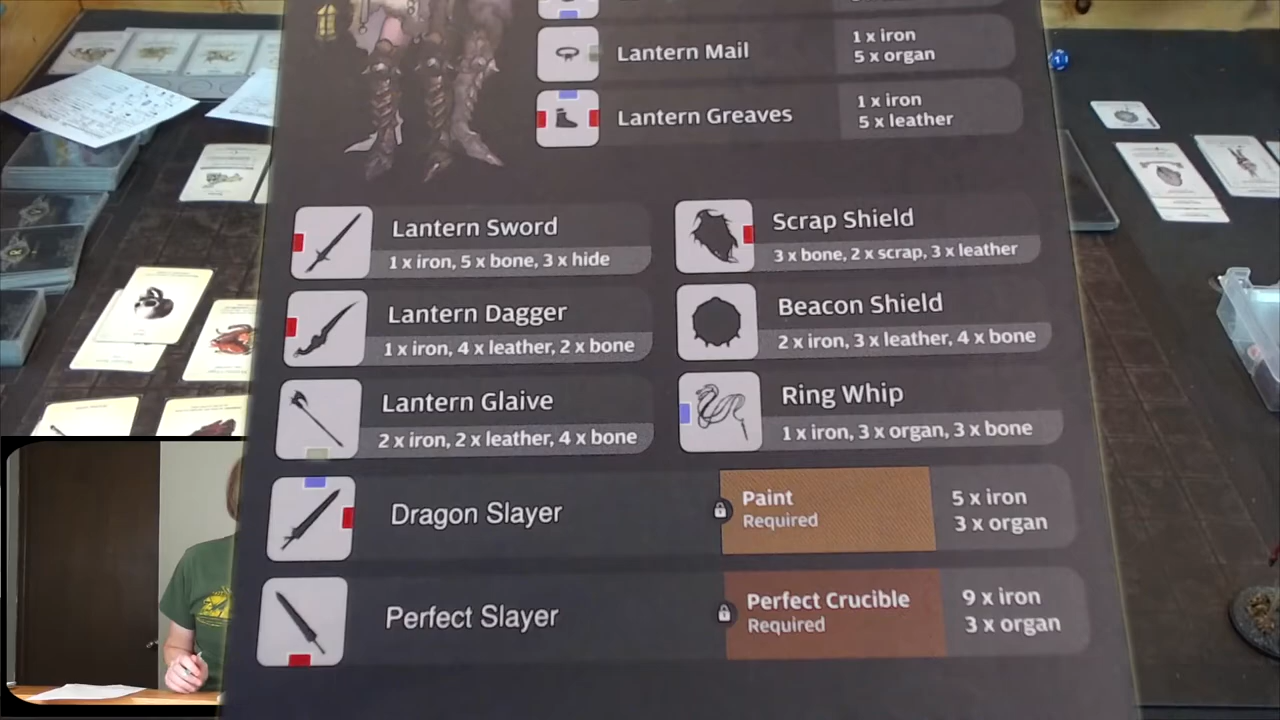 Lantern Mail
1 x iron
5 x organ
Lantern Greaves
1 x iron
5 x leather
Lantern Sword
1 x iron, 5 x bone, 3 x hide
Scrap Shield
3 x bone, 2 x scrap, 3 x leather
Lantern Dagger
1 x iron, 4 x leather, 2 x bone
Beacon Shield
2 x iron, 3 x leather, 4 x bone
Lantern Glaive
2 x iron, 2 x leather, 4 x bone
Ring Whip
1 x iron, 3 x organ, 3 x bone
Dragon Slayer
Paint
Required
5 x iron
3 x organ
Perfect Slayer
Perfect Crucible
Required
9 x iron
3 x organ